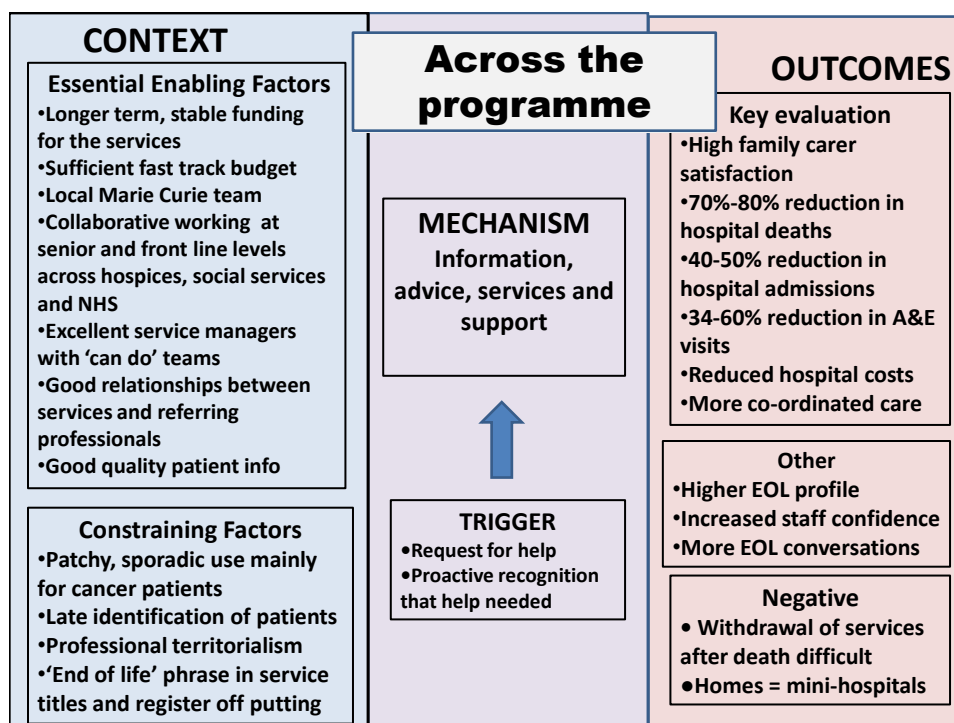 CONTEXT
Essential Enabling Factors
•Longer term, stable funding
for the services
•Sufficient fast track budget
•Local Marie Curie team
•Collaborative working at
senior and front line levels
across hospices, social services
and NHS
•Excellent service managers
with ‘can do’ teams
•Good relationships between
services and referring
professionals
•Good quality patient info
Constraining Factors
•Patchy, sporadic use mainly
for cancer patients
•Late identification of patients
•Professional territorialism
•‘End of life’ phrase in service
titles and register off putting
Across the
programme
MECHANISM
Information,
advice, services and
support
TRIGGER
●Request for help
●Proactive recognition
that help needed
OUTCOMES
Key evaluation
•High family carer
satisfaction
•70%-80% reduction in
hospital deaths
•40-50% reduction in
hospital admissions
•34-60% reduction in A&E
visits
•Reduced hospital costs
•More co-ordinated care
Other
•Higher EOL profile
•Increased staff confidence
•More EOL conversations
Negative
● Withdrawal of services
after death difficult
●Homes = mini-hospitals